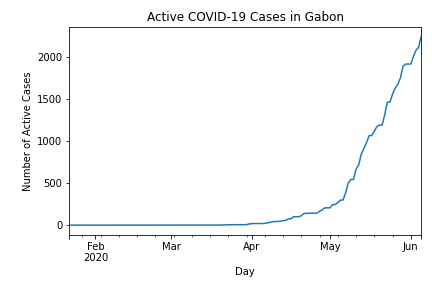 Active COVID-19 Cases in Gabon
Number of Active Cases
2000
1500
1000
500
0
Feb
2020
Mar
Apr
May
Jun
Day